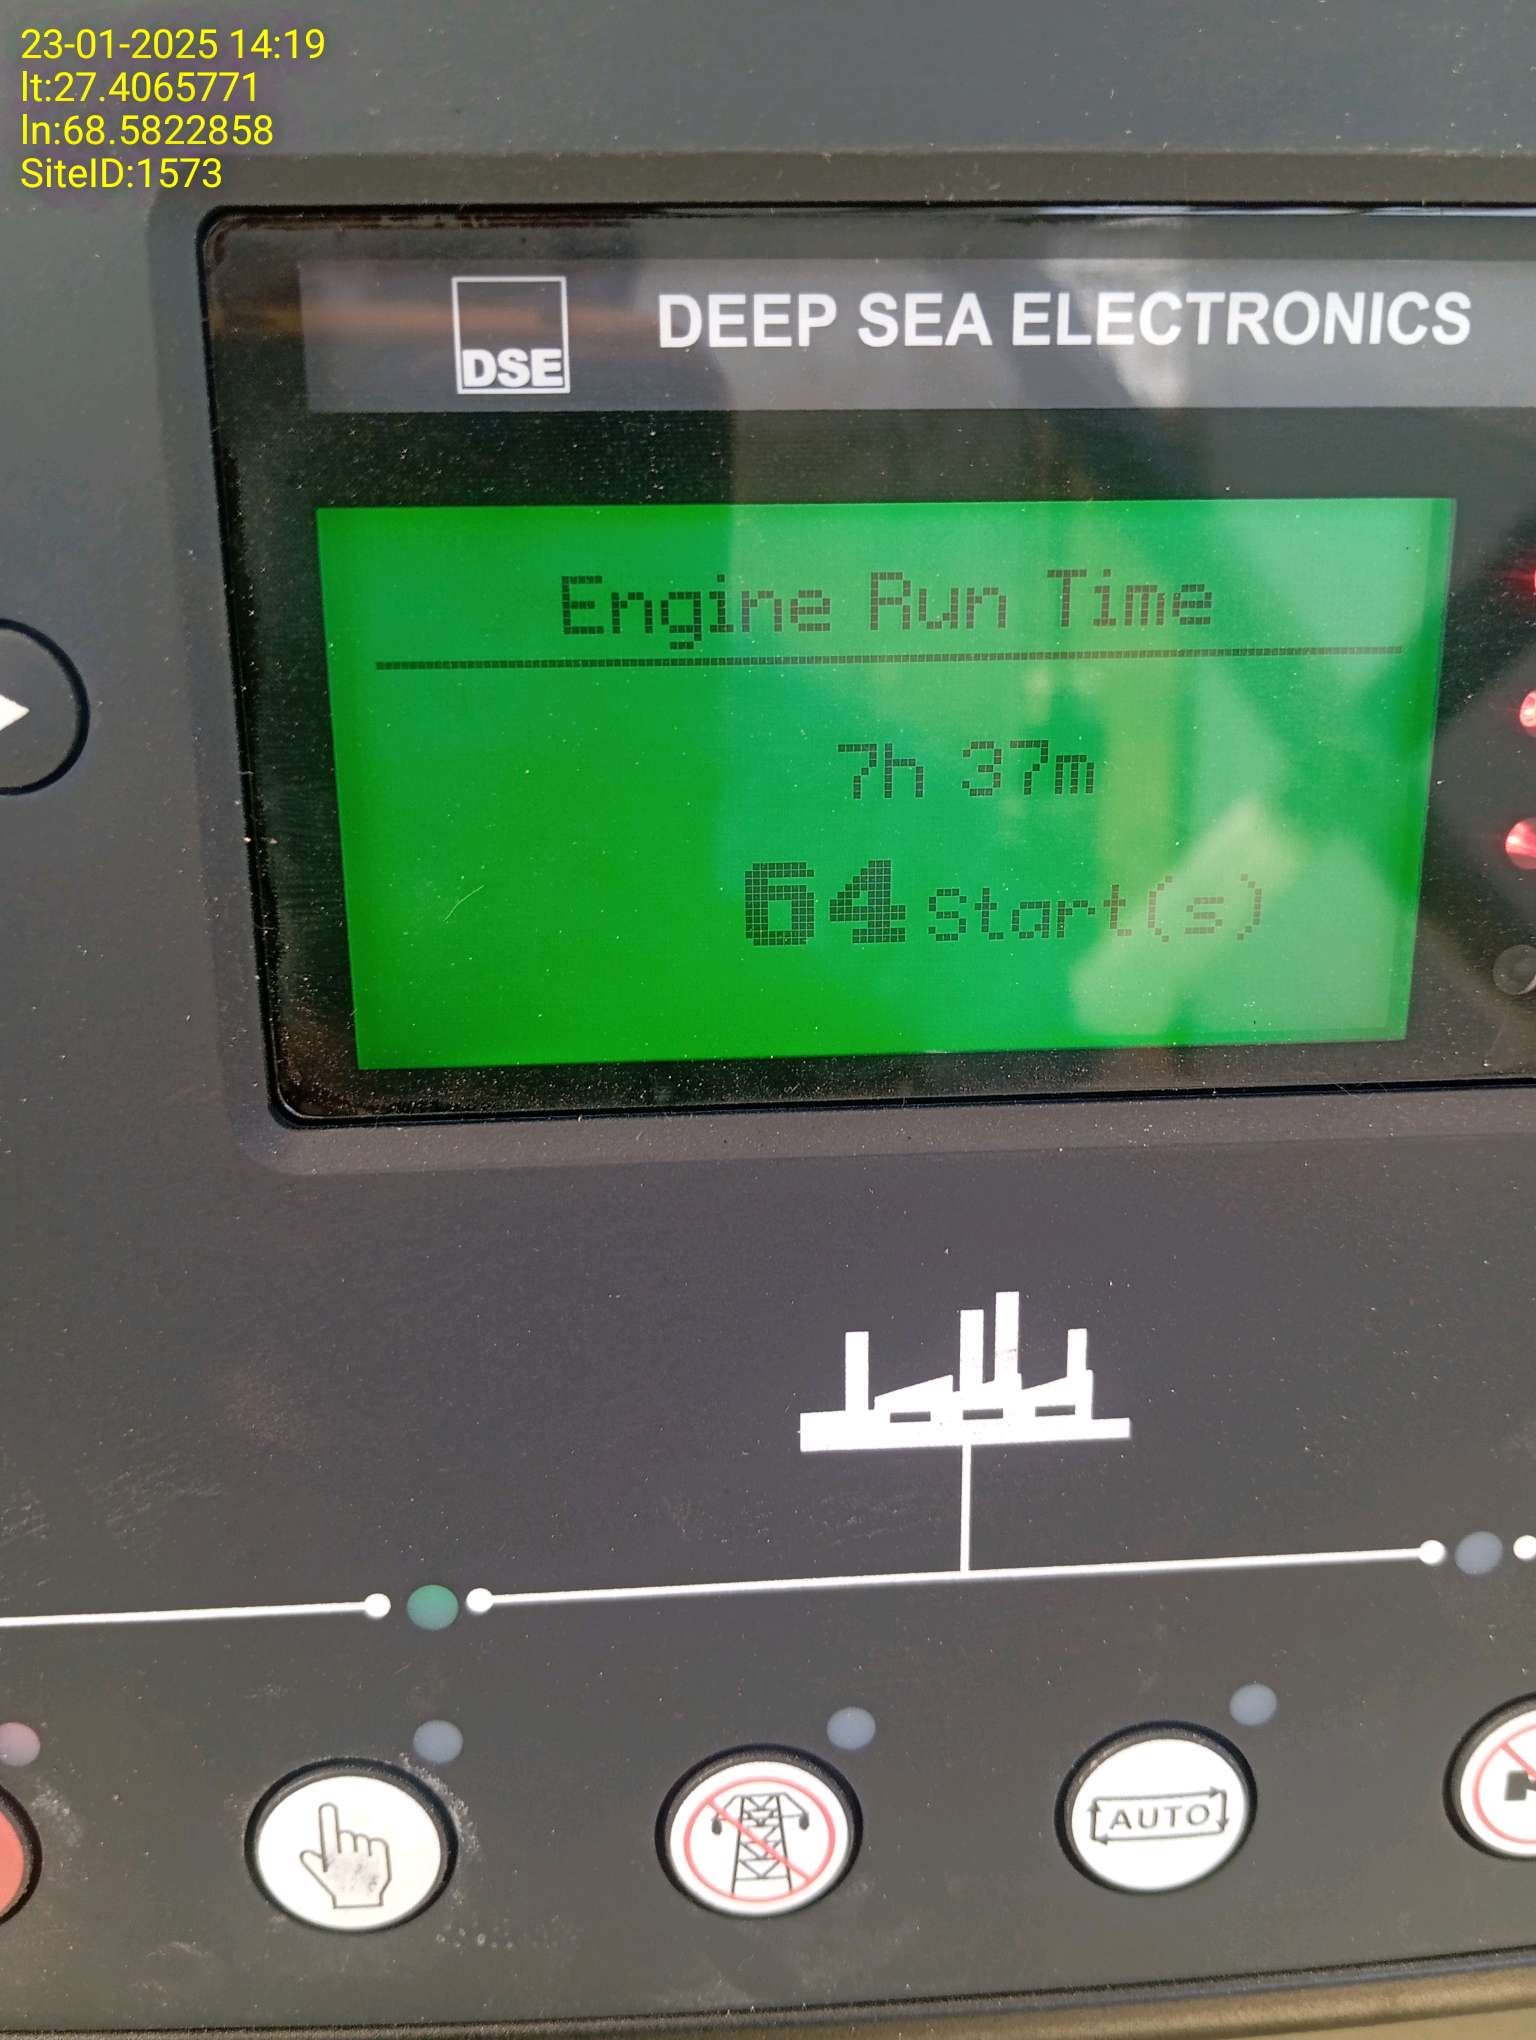 23-01-2025 14:19
lt:27.4065771
ln:68.5822858
SiteID:1573
DSE
DEEP SEA ELECTRONICS
Engine Run Time
7h 37m
64 Start(s)
AUTO